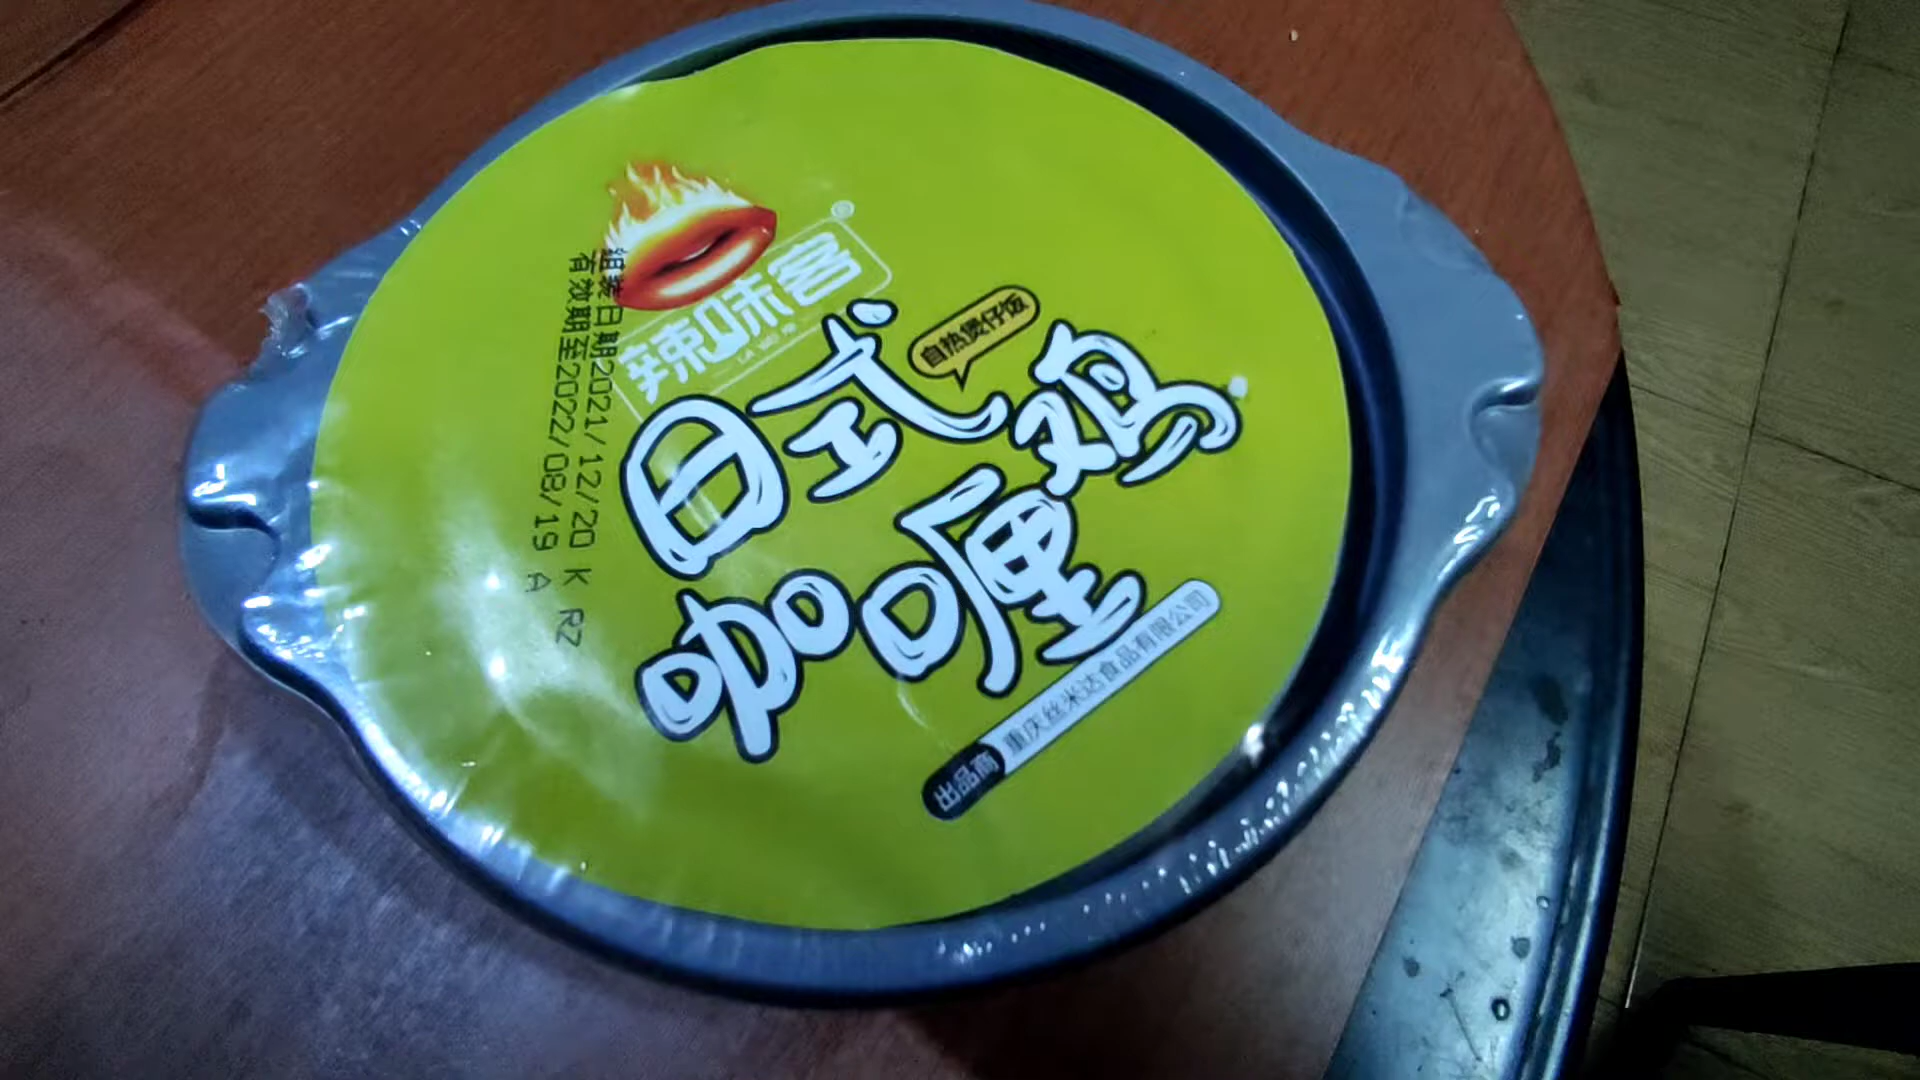 辣味客
自热煲仔饭
日式
咖喱鸡
出品商 重庆丝米达食品有限公司
组装日期2021/12/20 K RZ
有效期至2022/08/19 A